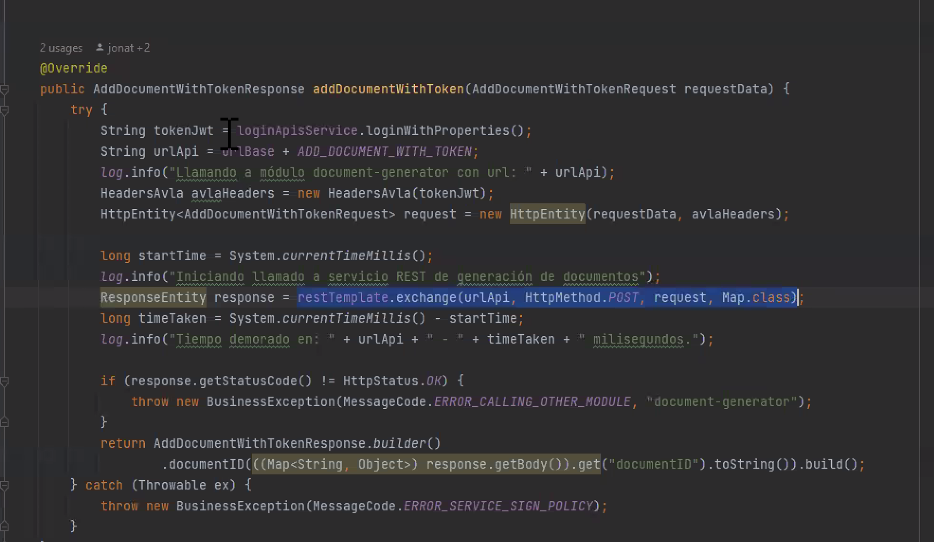 2 usages jonat +2
@Override
public AddDocumentWithTokenResponse addDocumentWithToken(AddDocumentWithTokenRequest requestData) {
try {
String tokenJwt = loginApisService.loginWithProperties();
String urlApi = urlBase + ADD_DOCUMENT_WITH_TOKEN;
log.info("Llamando a módulo document-generator con url: " + urlApi);
HeadersAvla avlaHeaders = new HeadersAvla(tokenJwt);
HttpEntity<AddDocumentWithTokenRequest> request = new HttpEntity(requestData, avlaHeaders);
long startTime = System.currentTimeMillis();
log.info("Iniciando llamado a servicio REST de generación de documentos");
ResponseEntity response = restTemplate.exchange(urlApi, HttpMethod.POST, request, Map.class);
long timeTaken = System.currentTimeMillis() - startTime;
log.info("Tiempo demorado en: " + urlApi + " - " + timeTaken + " milisegundos.");
if (response.getStatusCode() != HttpStatus.OK) {
throw new BusinessException(MessageCode.ERROR_CALLING_OTHER_MODULE, "document-generator");
}
return AddDocumentWithTokenResponse.builder()
.documentID(((Map<String, Object>) response.getBody()).get("documentID").toString()).build();
} catch (Throwable ex) {
throw new BusinessException(MessageCode.ERROR_SERVICE_SIGN_POLICY);
}